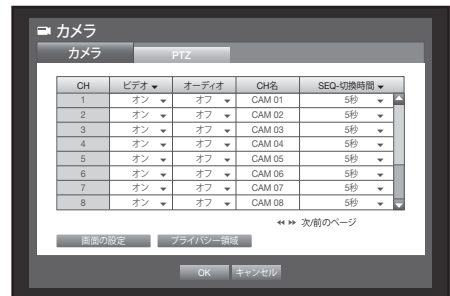 カメラ
カメラ PTZ
CH ビデオ オーディオ CH名 SEQ-切換時間
1 オン オフ CAM 01 5秒
2 オン オフ CAM 02 5秒
3 オン オフ CAM 03 5秒
4 オン オフ CAM 04 5秒
5 オン オフ CAM 05 5秒
6 オン オフ CAM 06 5秒
7 オン オフ CAM 07 5秒
8 オン オフ CAM 08 5秒
次/前のページ
画面の設定 プライバシー領域
OK キャンセル